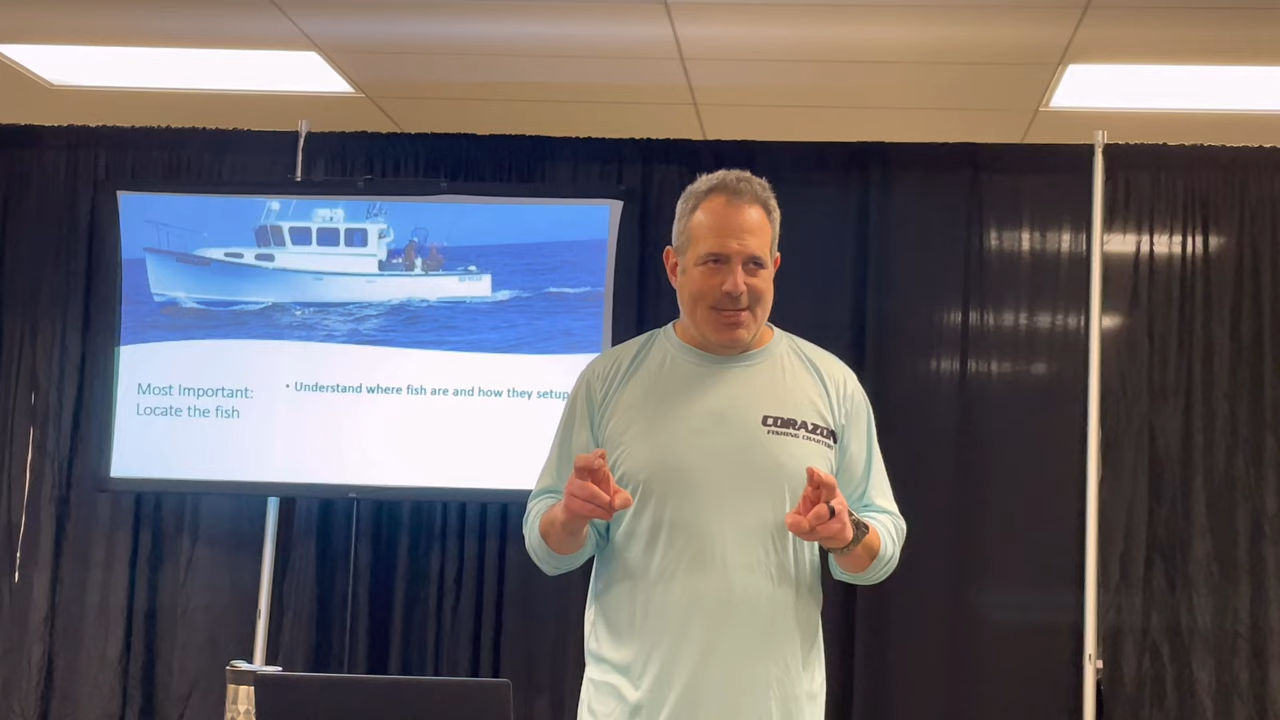 Most Important:
Locate the fish
• Understand where fish are and how they setup
CORAZON
FISHING CHARTERS